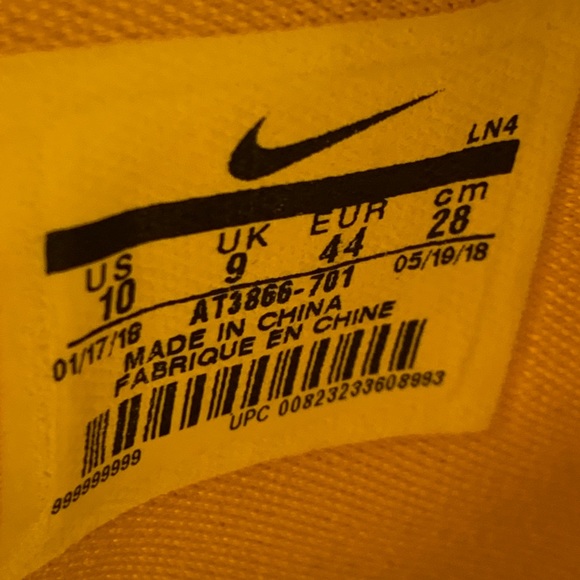 LN4
US UK EUR cm
10 9 44 28
01/17/18 AT3866-701 05/19/18
MADE IN CHINA
FABRIQUE EN CHINE
UPC 00823233608993
999999999